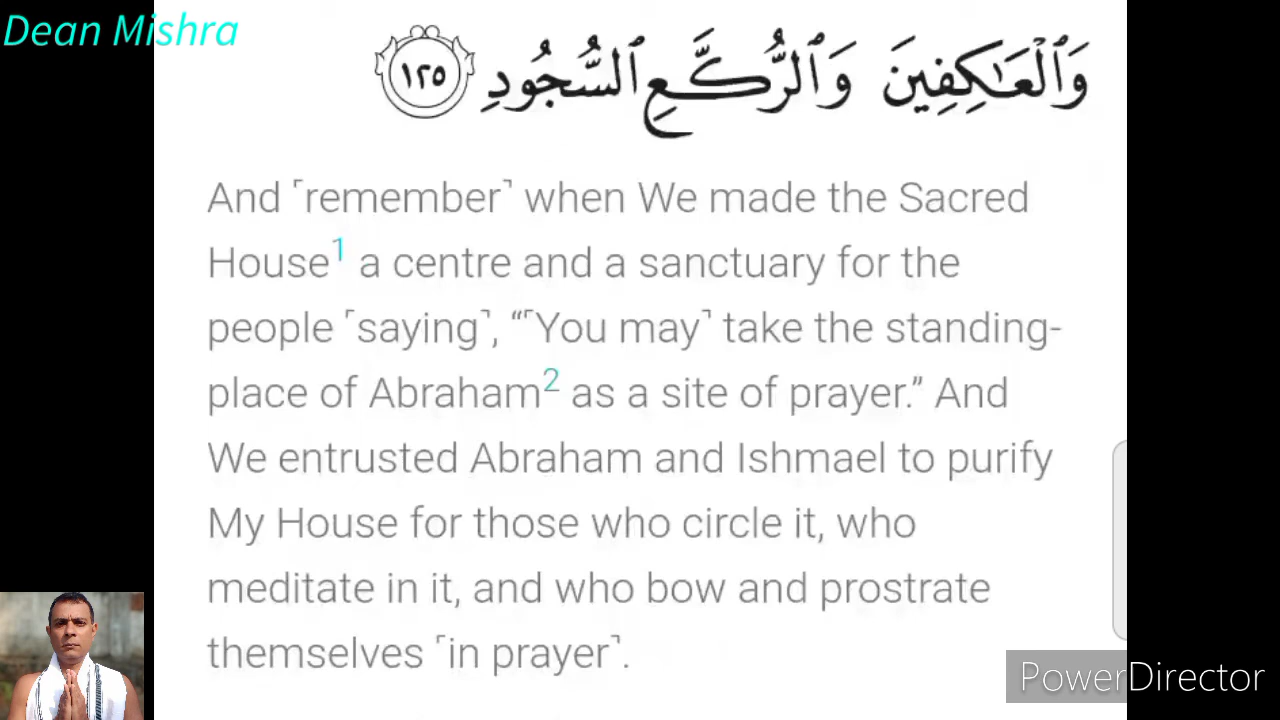 Dean Mishra
وَٱلْعَـٰكِفِينَ وَٱلرُّكَّعِ ٱلسُّجُودِ ١٢٥
And ˹remember˺ when We made the Sacred
House1 a centre and a sanctuary for the
people ˹saying˺, “˹You may˺ take the standing-
place of Abraham2 as a site of prayer.” And
We entrusted Abraham and Ishmael to purify
My House for those who circle it, who
meditate in it, and who bow and prostrate
themselves ˹in prayer˺.
PowerDirector